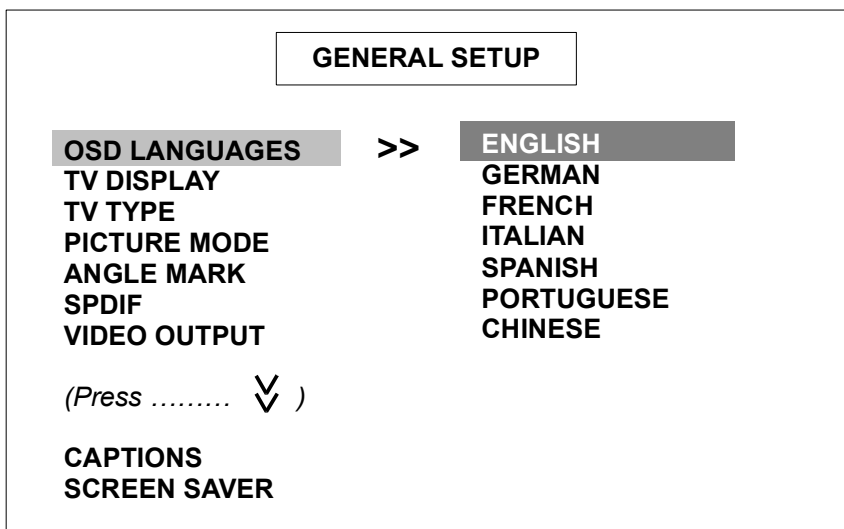 GENERAL SETUP
OSD LANGUAGES >> ENGLISH
TV DISPLAY GERMAN
TV TYPE FRENCH
PICTURE MODE ITALIAN
ANGLE MARK SPANISH
SPDIF PORTUGUESE
VIDEO OUTPUT CHINESE
(Press ......... )
CAPTIONS
SCREEN SAVER